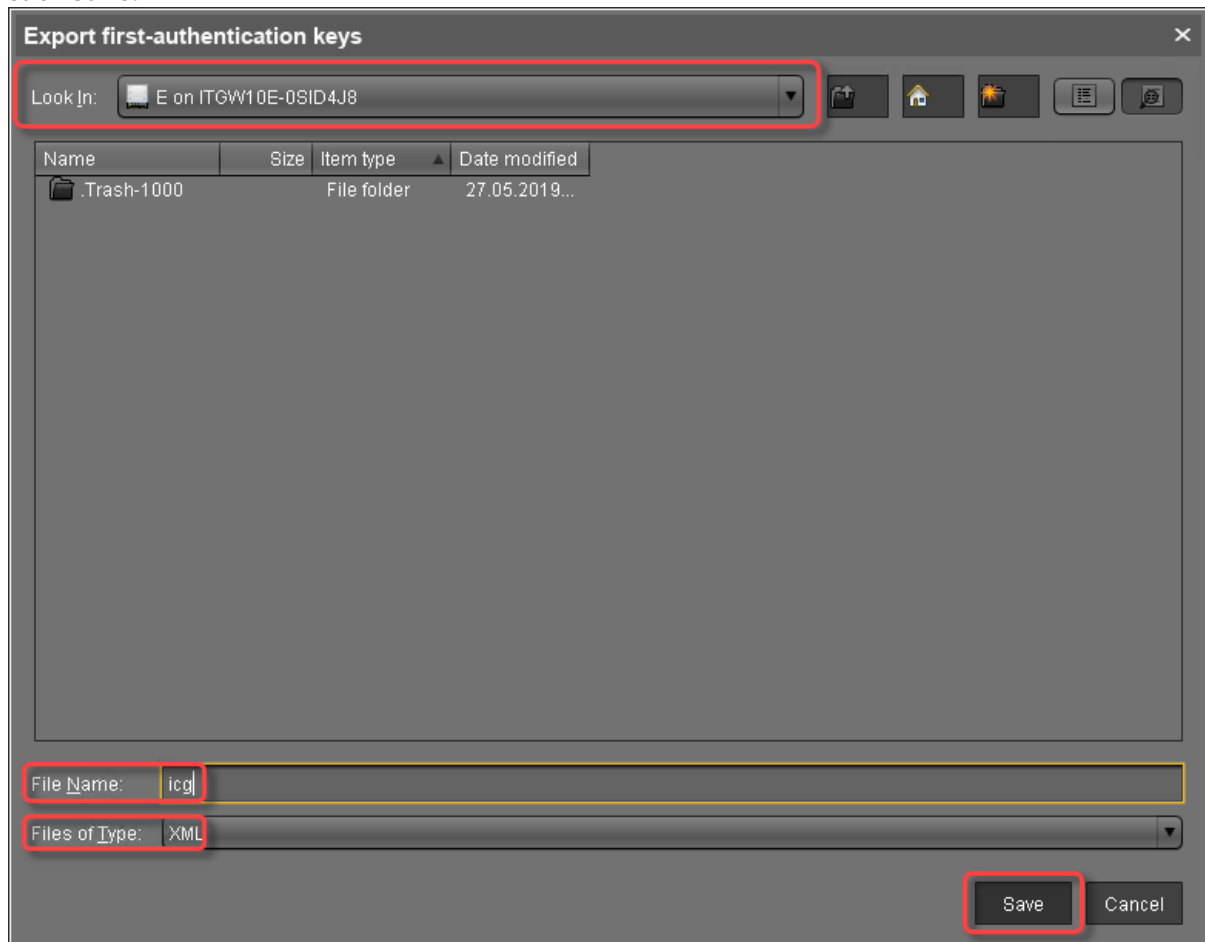 Export first-authentication keys
Look In: E on ITGW10E-0SID4J8
Name Size Item type Date modified
.Trash-1000 File folder 27.05.2019...
File Name: icg
Files of Type: XML
Save Cancel